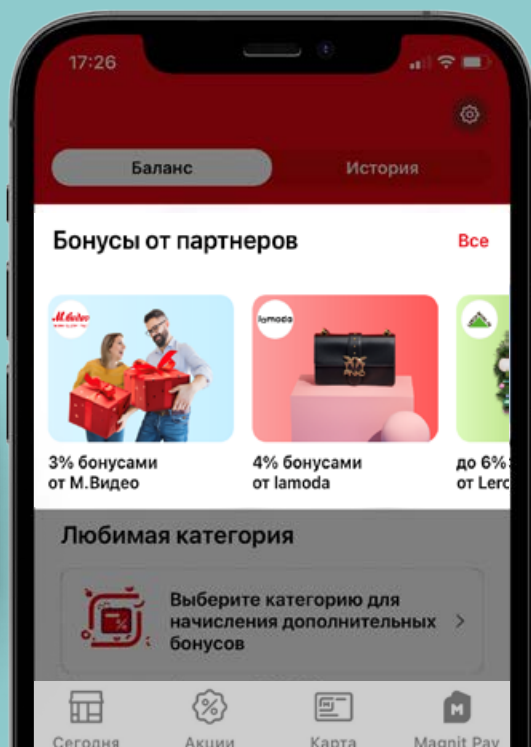 17:26
Баланс
История
Бонусы от партнеров
Все
М.Видео
lamoda
PINKO
3% бонусами
от М.Видео
4% бонусами
от lamoda
до 6%
от Lero
Любимая категория
Выберите категорию для
начисления дополнительных
бонусов
Сегодня
Акции
Карта
Magnit Pay